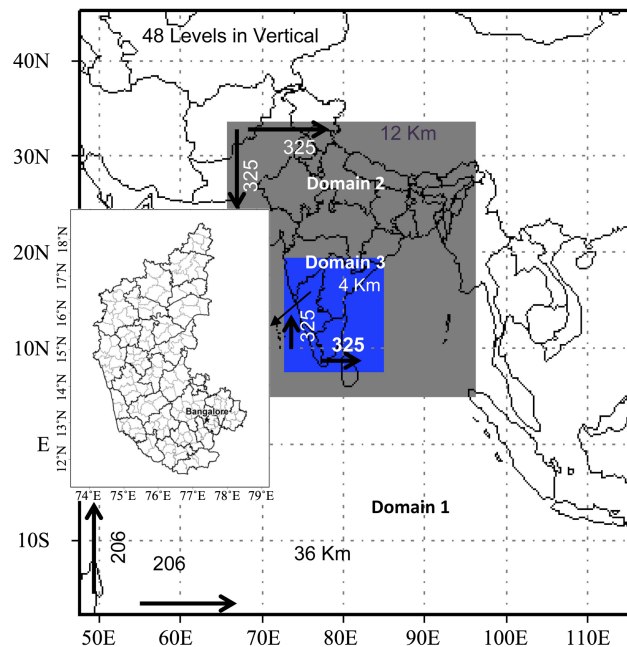 48 Levels in Vertical
40N
12 Km
30N
325
325
Domain 2
20N
Domain 3
4 Km
325
325
10N
E
18°N
17°N
16°N
15°N
14°N
13°N
12°N
Bangalore
74°E 75°E 76°E 77°E 78°E 79°E
Domain 1
206
206
36 Km
10S
50E 60E 70E 80E 90E 100E 110E